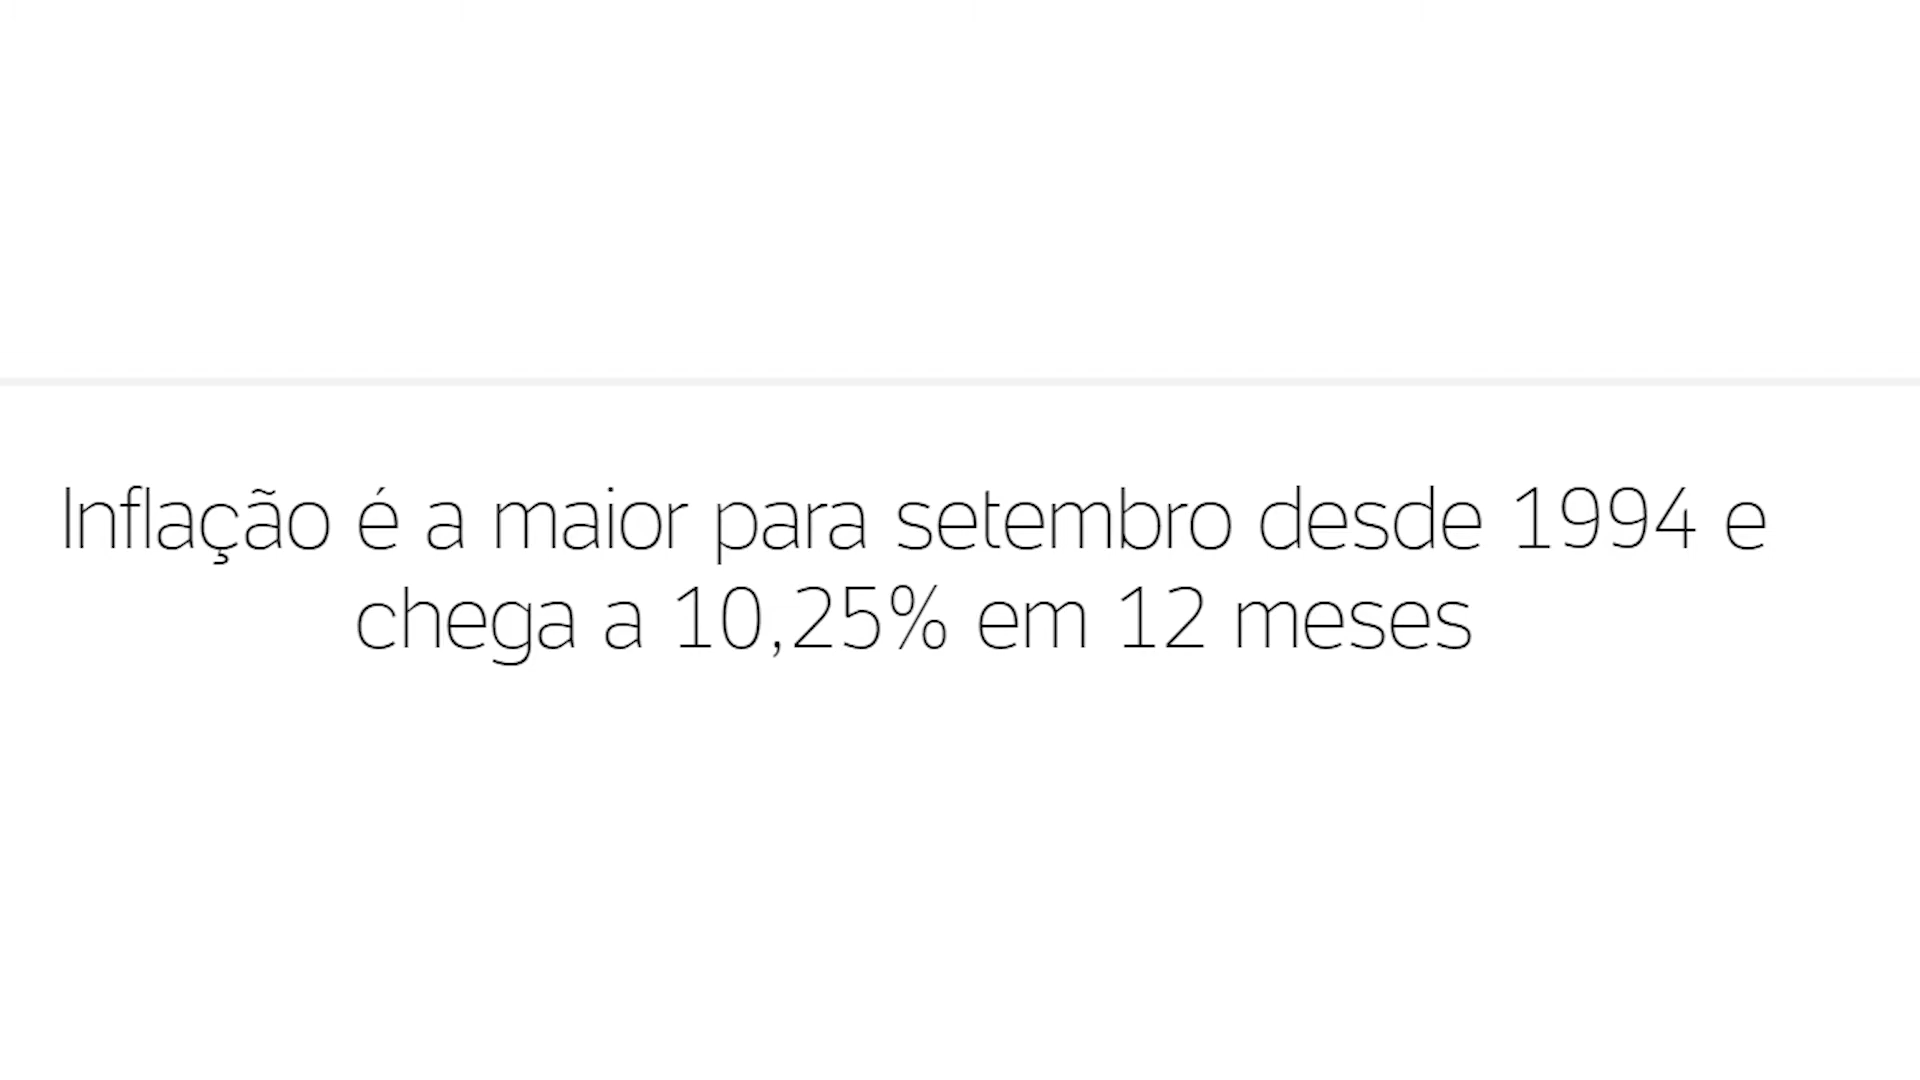 Inflação é a maior para setembro desde 1994 e
chega a 10,25% em 12 meses